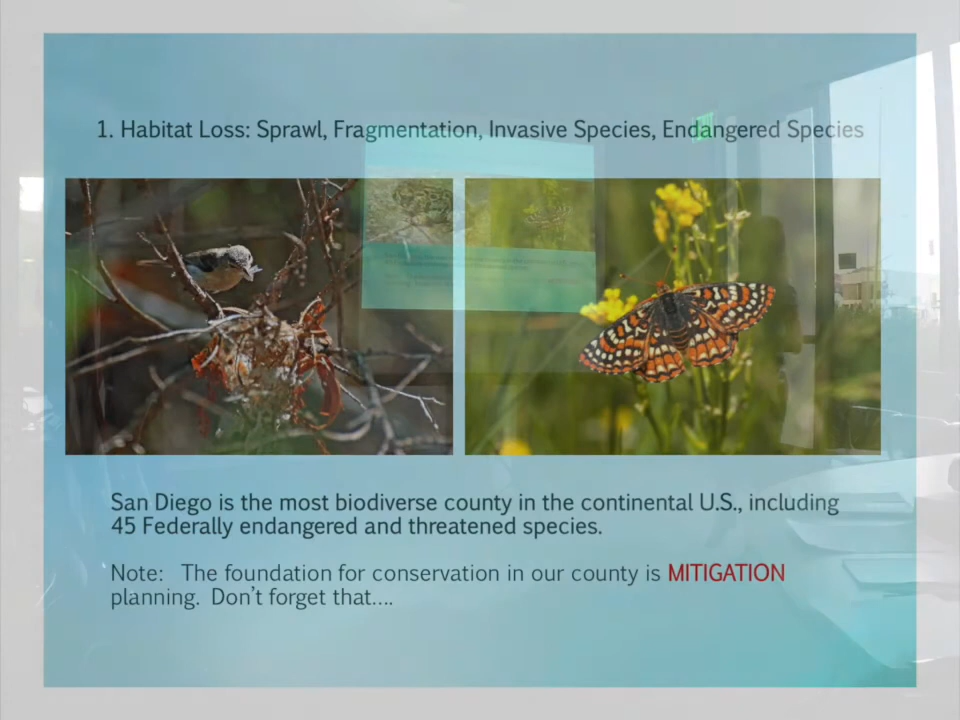 1. Habitat Loss: Sprawl, Fragmentation, Invasive Species, Endangered Species
San Diego is the most biodiverse county in the continental U.S., including
45 Federally endangered and threatened species.
Note: The foundation for conservation in our county is MITIGATION
planning. Don't forget that....